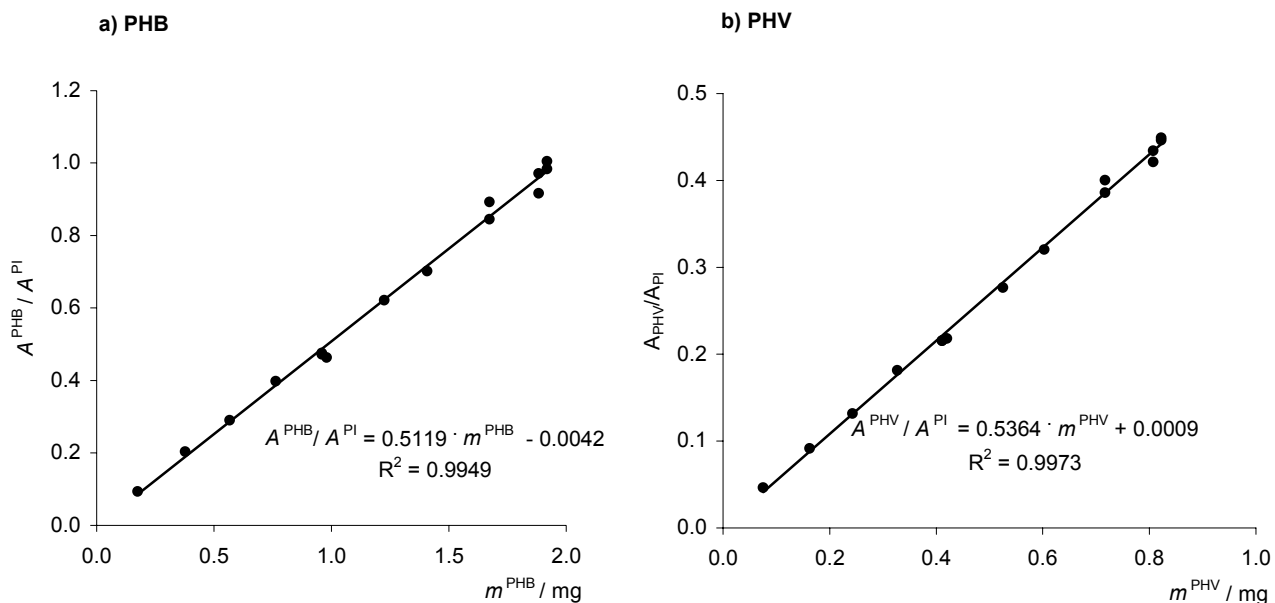 a) PHB
1.2
1.0
0.8
0.6
0.4
0.2
0.0
A^PHB / A^PI
A^PHB / A^PI = 0.5119 · m^PHB - 0.0042
R² = 0.9949
0.0 0.5 1.0 1.5 2.0
m^PHB / mg
b) PHV
0.5
0.4
0.3
0.2
0.1
0.0
A_PHV/A_PI
A^PHV / A^PI = 0.5364 · m^PHV + 0.0009
R² = 0.9973
0.0 0.2 0.4 0.6 0.8 1.0
m^PHV / mg